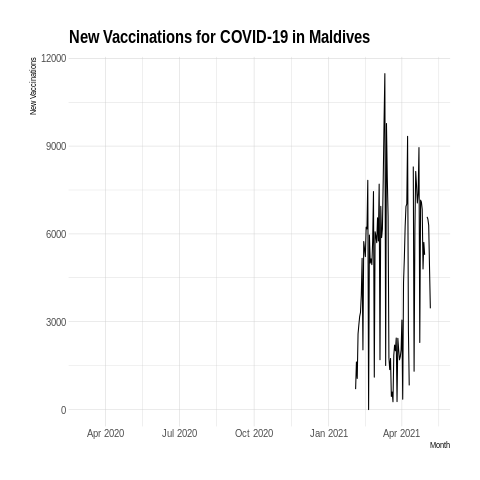 New Vaccinations for COVID-19 in Maldives
New Vaccinations
12000
9000
6000
3000
0
Apr 2020 Jul 2020 Oct 2020 Jan 2021 Apr 2021
Month